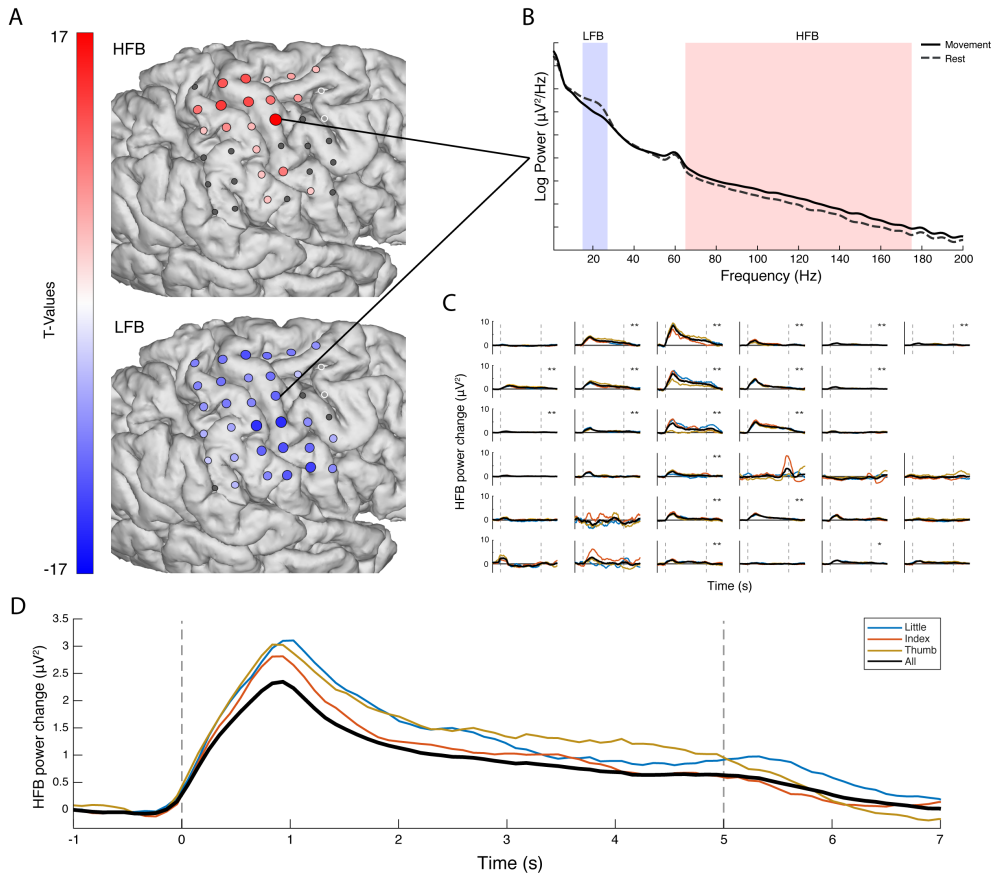 A
17
HFB
T-Values
LFB
-17
B
LFB
HFB
Movement
Rest
Log Power (µV²/Hz)
20 40 60 80 100 120 140 160 180 200
Frequency (Hz)
C
HFB power change (µV²)
10 ** ** ** ** **
0
10 ** ** ** **
0
10 ** ** ** **
0
10 **
0
10 ** **
0
10 ** *
0
Time (s)
D
HFB power change (µV²)
3.5
3
2.5
2
1.5
1
0.5
0
Little
Index
Thumb
All
-1 0 1 2 3 4 5 6 7
Time (s)